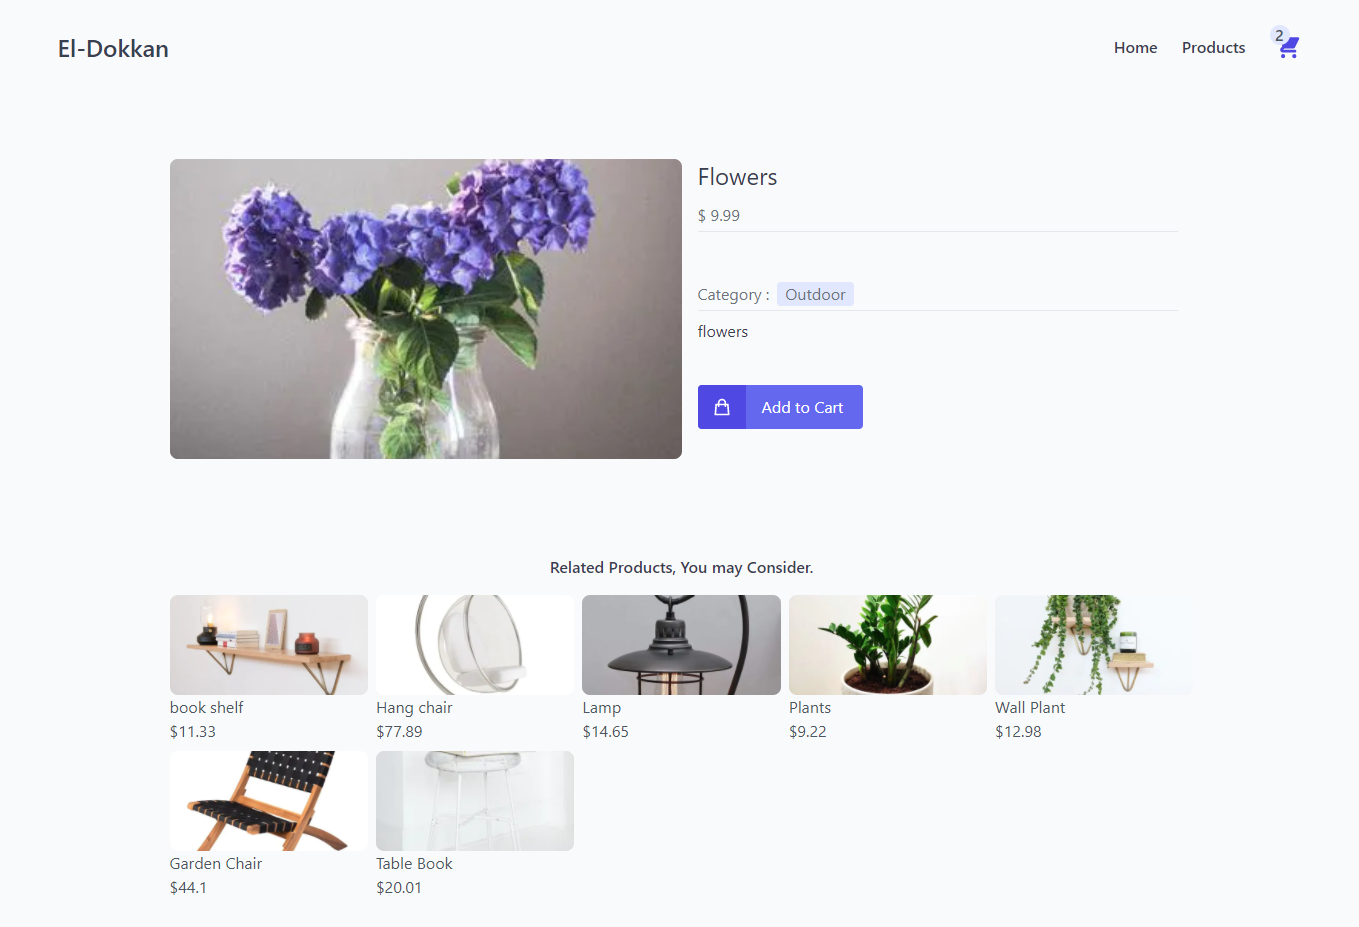 El-Dokkan
Home
Products
2
Flowers
$ 9.99
Category : Outdoor
flowers
Add to Cart
Related Products, You may Consider.
book shelf
$11.33
Hang chair
$77.89
Lamp
$14.65
Plants
$9.22
Wall Plant
$12.98
Garden Chair
$44.1
Table Book
$20.01